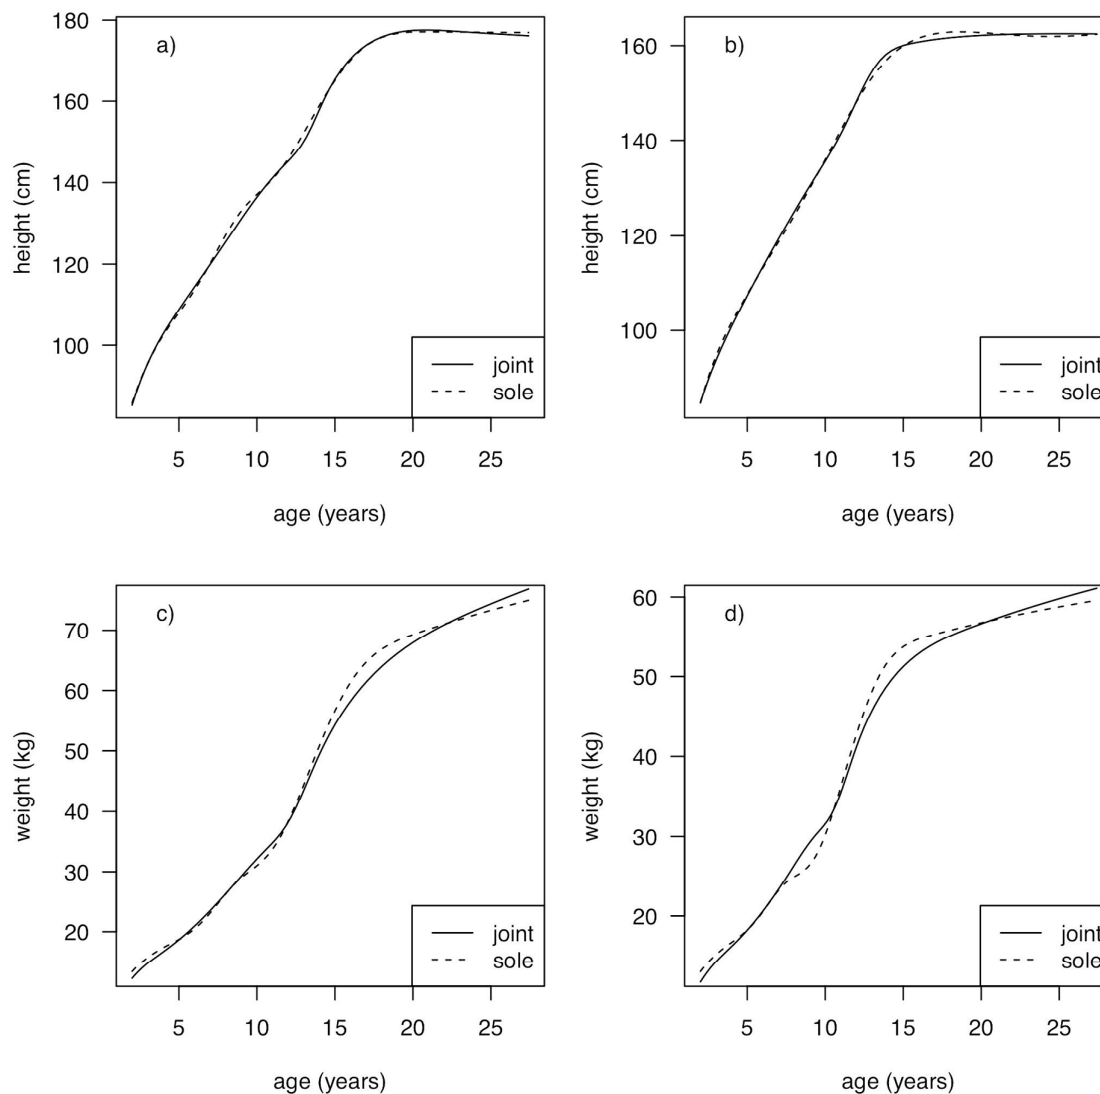 a)
180
160
140
120
100
height (cm)
joint
sole
5 10 15 20 25
age (years)
b)
160
140
120
100
height (cm)
joint
sole
5 10 15 20 25
age (years)
c)
70
60
50
40
30
20
weight (kg)
joint
sole
5 10 15 20 25
age (years)
d)
60
50
40
30
20
weight (kg)
joint
sole
5 10 15 20 25
age (years)